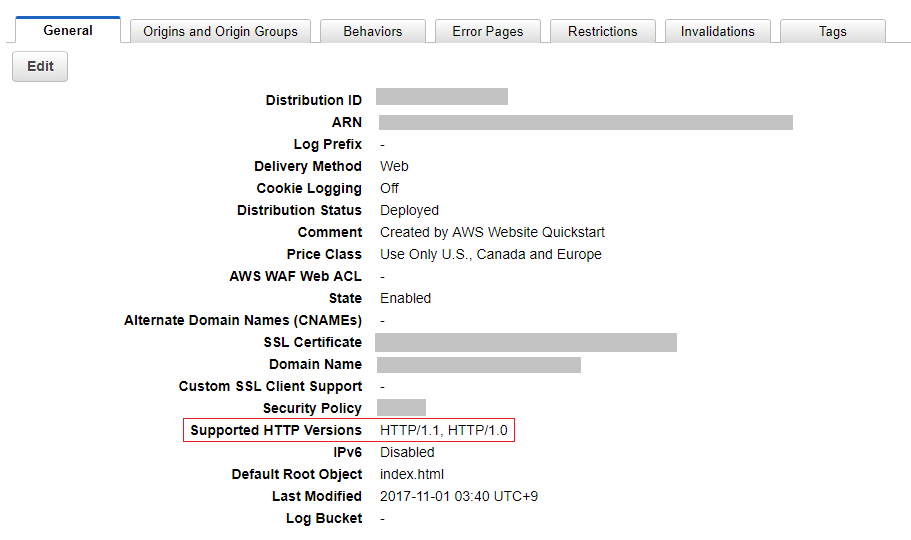 General Origins and Origin Groups Behaviors Error Pages Restrictions Invalidations Tags
Edit
Distribution ID
ARN
Log Prefix -
Delivery Method Web
Cookie Logging Off
Distribution Status Deployed
Comment Created by AWS Website Quickstart
Price Class Use Only U.S., Canada and Europe
AWS WAF Web ACL -
State Enabled
Alternate Domain Names (CNAMEs) -
SSL Certificate
Domain Name
Custom SSL Client Support -
Security Policy
Supported HTTP Versions HTTP/1.1, HTTP/1.0
IPv6 Disabled
Default Root Object index.html
Last Modified 2017-11-01 03:40 UTC+9
Log Bucket -